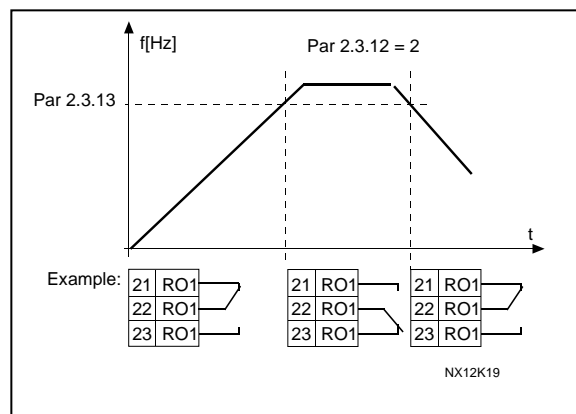 f[Hz]
Par 2.3.12 = 2
Par 2.3.13
t
Example:
21 RO1
22 RO1
23 RO1
21 RO1
22 RO1
23 RO1
21 RO1
22 RO1
23 RO1
NX12K19